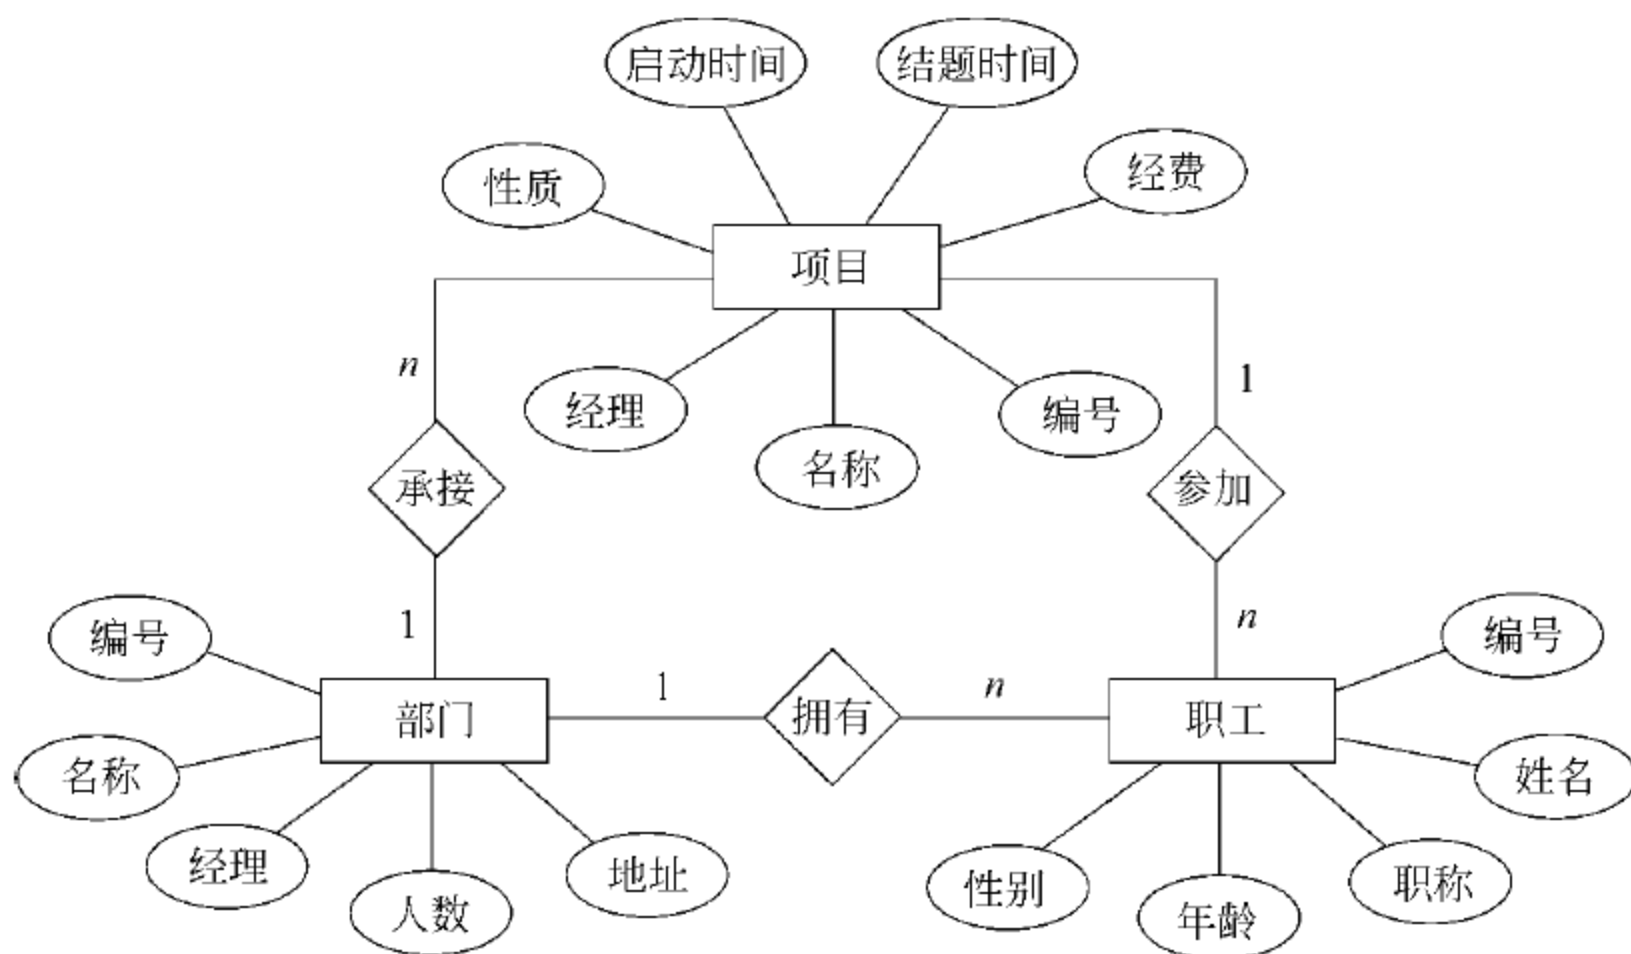 启动时间
结题时间
性质
经费
项目
n
1
经理
编号
名称
承接
参加
1
n
编号
编号
部门
1
拥有
n
职工
名称
姓名
经理
人数
地址
性别
年龄
职称